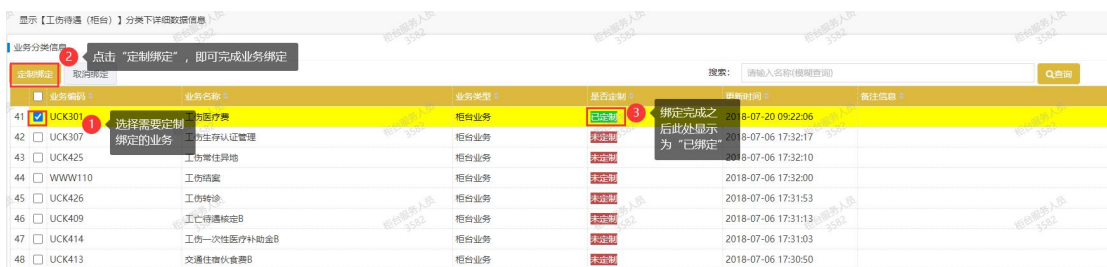 显示【工伤待遇（柜台）】分类下详细数据信息
业务分类信息
2 点击“定制绑定”，即可完成业务绑定
定制绑定 取消绑定 搜索： 请输入名称(模糊查询) 查询
业务编码 业务名称 业务类型 是否定制 更新时间 备注信息
41 UCK301 工伤医疗费 柜台业务 已定制 2018-07-20 09:22:06
1 选择需要定制
绑定的业务
3 绑定完成之
后此处显示
为“已绑定”
42 UCK307 工伤生存认证管理 柜台业务 未定制 2018-07-06 17:32:17
43 UCK425 工伤常住异地 柜台业务 未定制 2018-07-06 17:32:10
44 WWW110 工伤结案 柜台业务 未定制 2018-07-06 17:32:00
45 UCK426 工伤转诊 柜台业务 未定制 2018-07-06 17:31:53
46 UCK409 工亡待遇核定B 柜台业务 未定制 2018-07-06 17:31:13
47 UCK414 工伤一次性医疗补助金B 柜台业务 未定制 2018-07-06 17:31:03
48 UCK413 交通住宿伙食费B 柜台业务 未定制 2018-07-06 17:30:50
柜台服务人员
3582